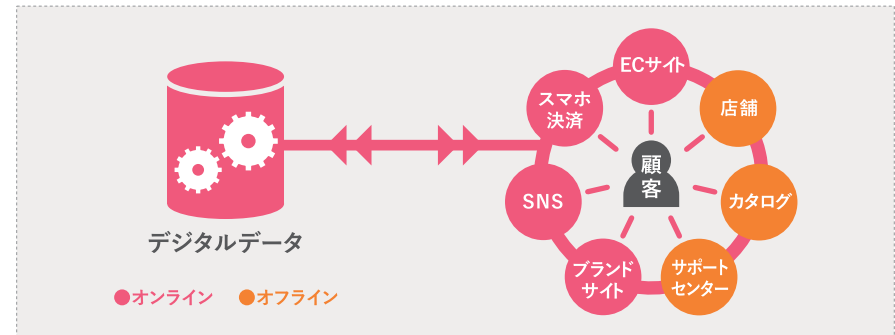 ECサイト
スマホ
決済
店舗
顧
客
SNS
カタログ
デジタルデータ
ブランド
サイト
サポート
センター
●オンライン ●オフライン